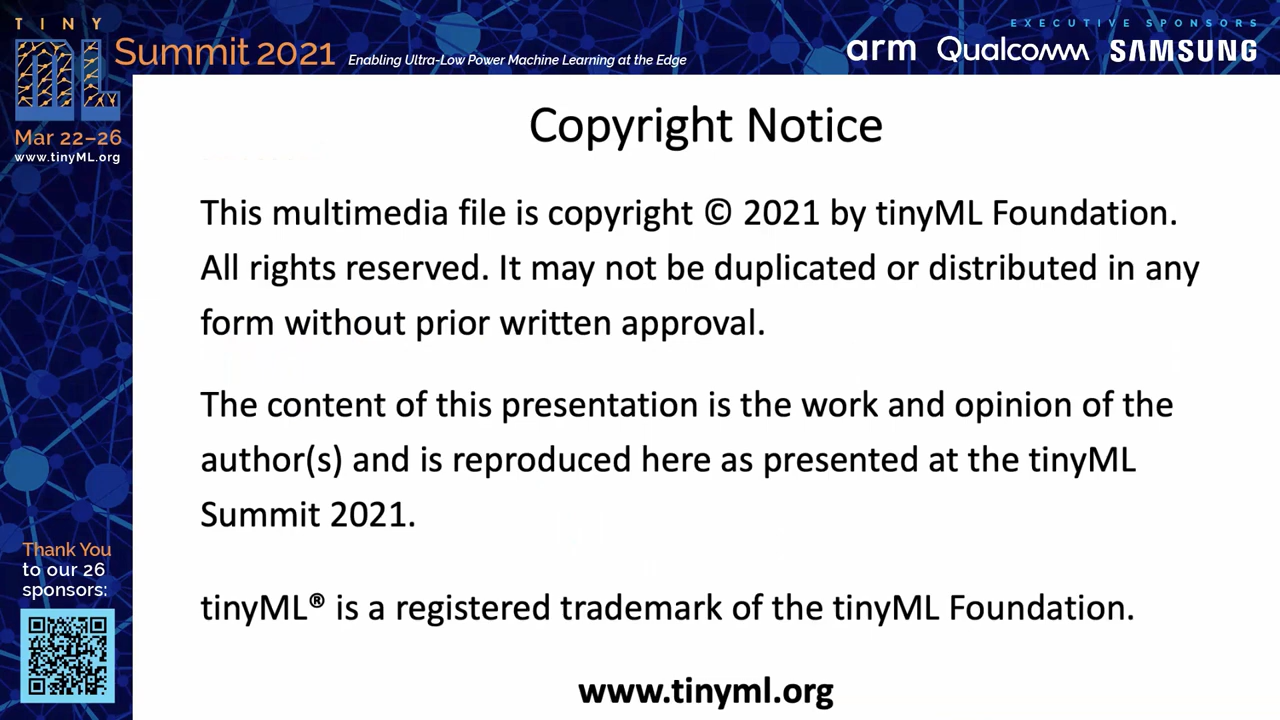 TINY
ML
Summit 2021
Enabling Ultra-Low Power Machine Learning at the Edge
EXECUTIVE SPONSORS
arm Qualcomm SAMSUNG
Mar 22–26
www.tinyML.org
Copyright Notice
This multimedia file is copyright © 2021 by tinyML Foundation.
All rights reserved. It may not be duplicated or distributed in any
form without prior written approval.
The content of this presentation is the work and opinion of the
author(s) and is reproduced here as presented at the tinyML
Summit 2021.
tinyML® is a registered trademark of the tinyML Foundation.
www.tinyml.org
Thank You
to our 26
sponsors: